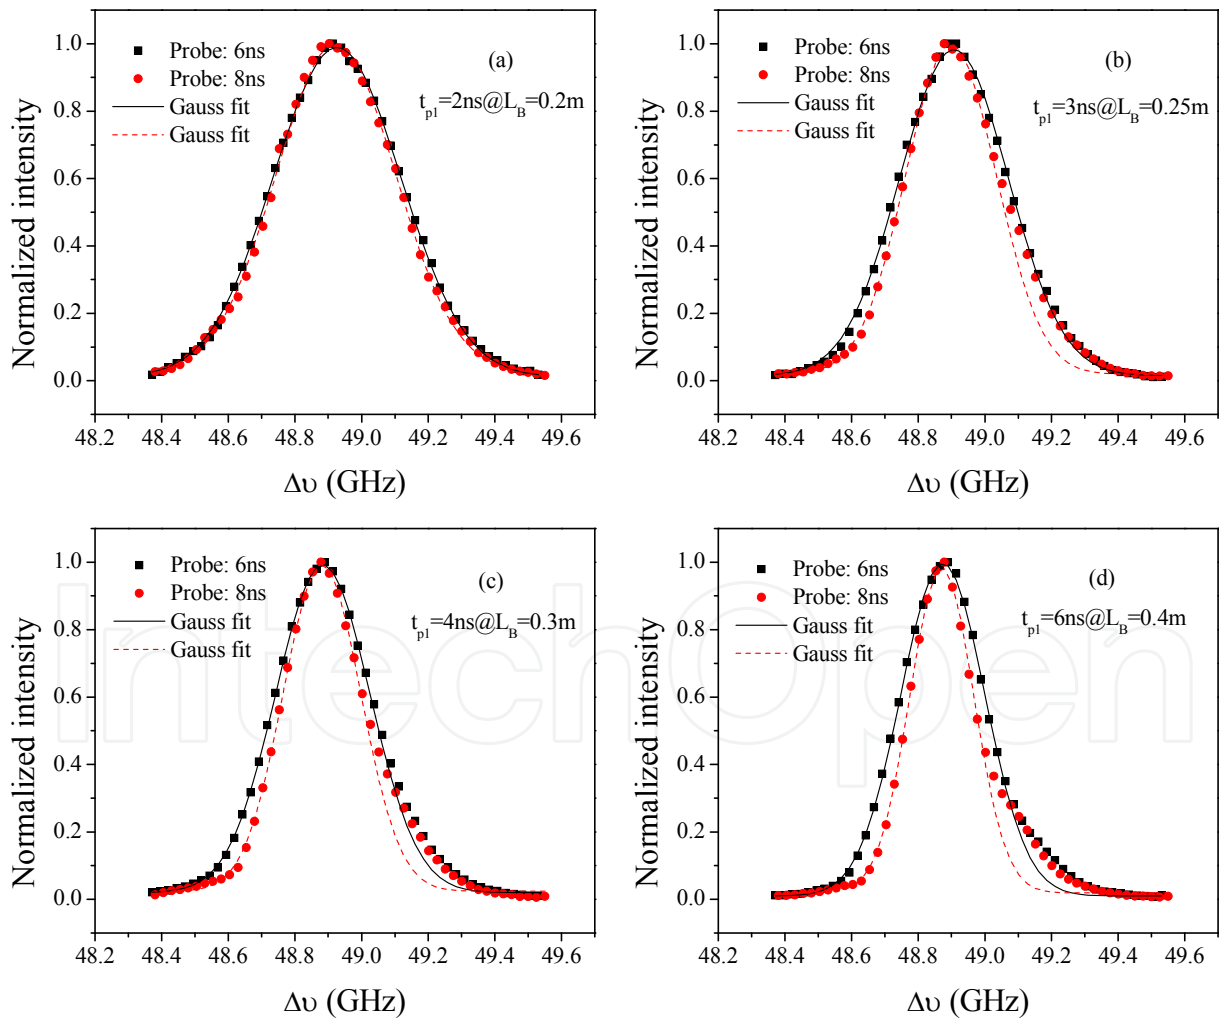 Probe: 6ns
Probe: 8ns
Gauss fit
Gauss fit
(a)
t_p1=2ns@L_B=0.2m
1.0
0.8
0.6
0.4
0.2
0.0
Normalized intensity
48.2 48.4 48.6 48.8 49.0 49.2 49.4 49.6
Δυ (GHz)
Probe: 6ns
Probe: 8ns
Gauss fit
Gauss fit
(b)
t_p1=3ns@L_B=0.25m
1.0
0.8
0.6
0.4
0.2
0.0
Normalized intensity
48.2 48.4 48.6 48.8 49.0 49.2 49.4 49.6
Δυ (GHz)
Probe: 6ns
Probe: 8ns
Gauss fit
Gauss fit
(c)
t_p1=4ns@L_B=0.3m
1.0
0.8
0.6
0.4
0.2
0.0
Normalized intensity
48.2 48.4 48.6 48.8 49.0 49.2 49.4 49.6
Δυ (GHz)
Probe: 6ns
Probe: 8ns
Gauss fit
Gauss fit
(d)
t_p1=6ns@L_B=0.4m
1.0
0.8
0.6
0.4
0.2
0.0
Normalized intensity
48.2 48.4 48.6 48.8 49.0 49.2 49.4 49.6
Δυ (GHz)
IntechOpen